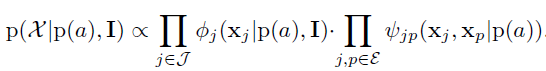 p(𝒳|p(a), I) ∝ ∏_{j∈𝒥} ϕ_j(x_j|p(a), I)· ∏_{j,p∈ℰ} ψ_{jp}(x_j, x_p|p(a)).